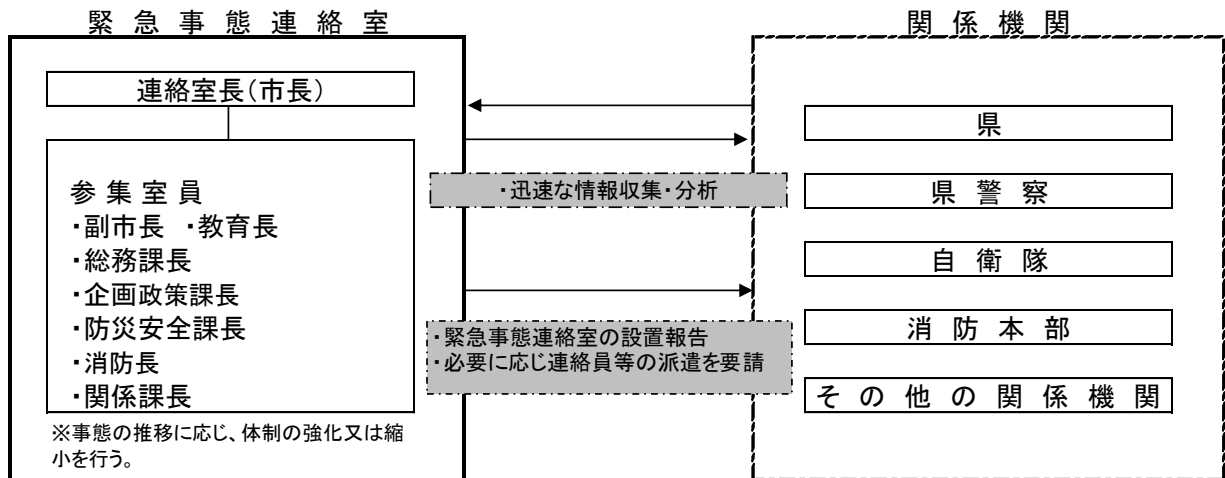 緊急事態連絡室
連絡室長(市長)
参集室員
・副市長 ・教育長
・総務課長
・企画政策課長
・防災安全課長
・消防長
・関係課長
※事態の推移に応じ、体制の強化又は縮
小を行う。
・迅速な情報収集・分析
・緊急事態連絡室の設置報告
・必要に応じ連絡員等の派遣を要請
関係機関
県
県警察
自衛隊
消防本部
その他の関係機関